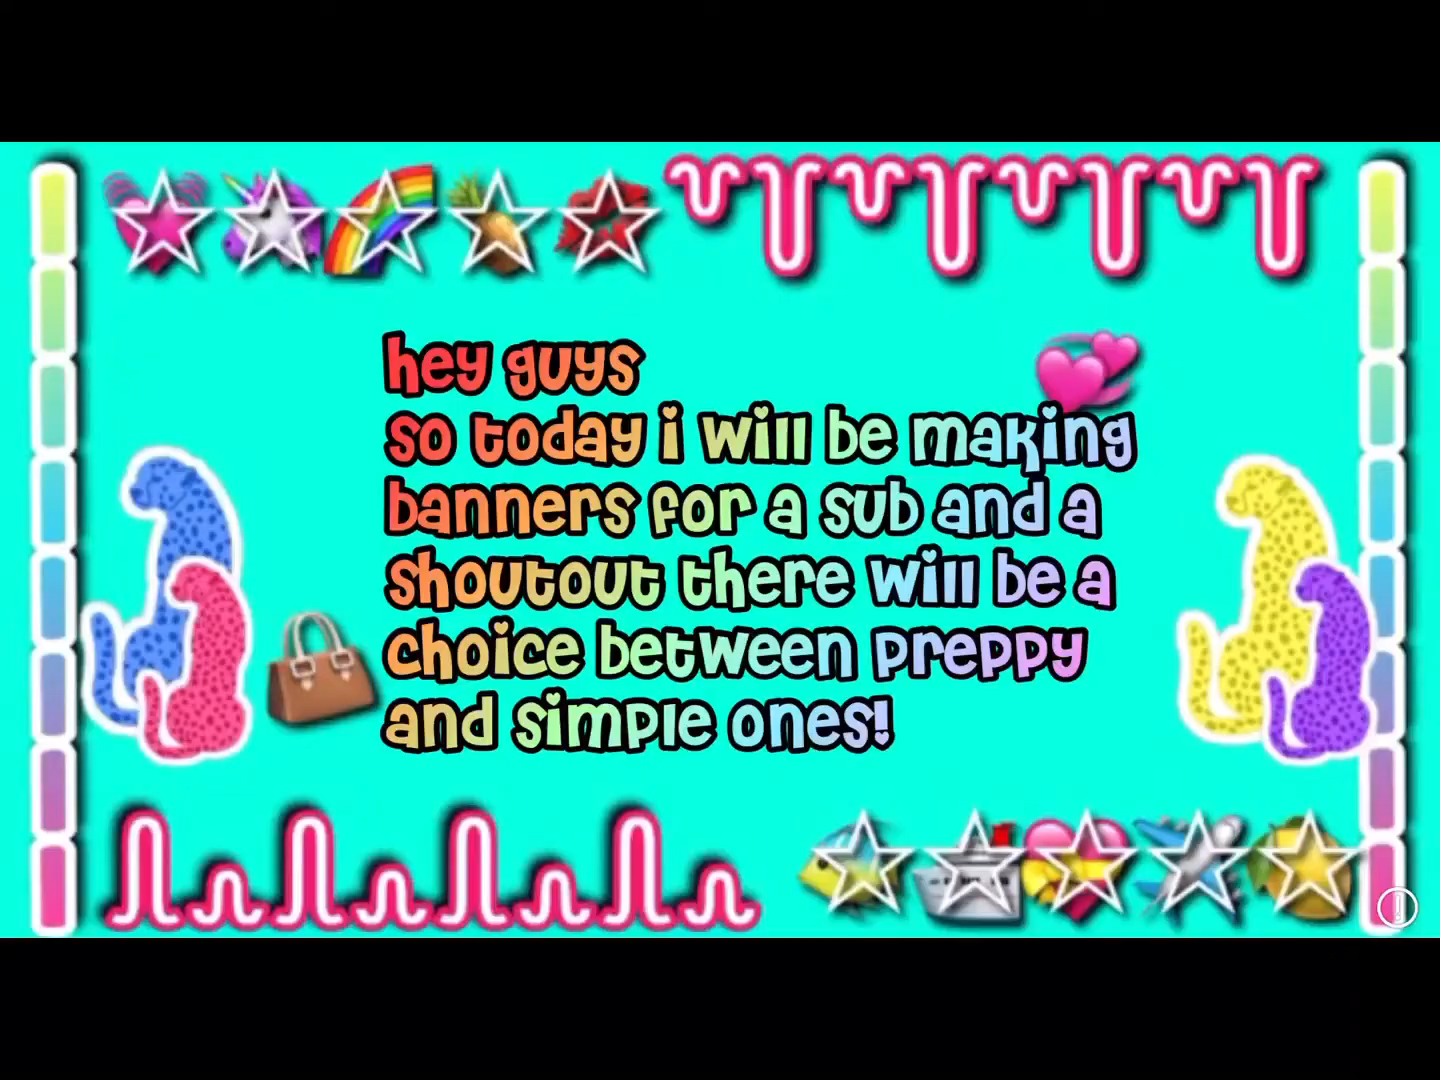 hey guys
so today i will be making
banners for a sub and a
shoutout there will be a
choice between preppy
and simple ones!